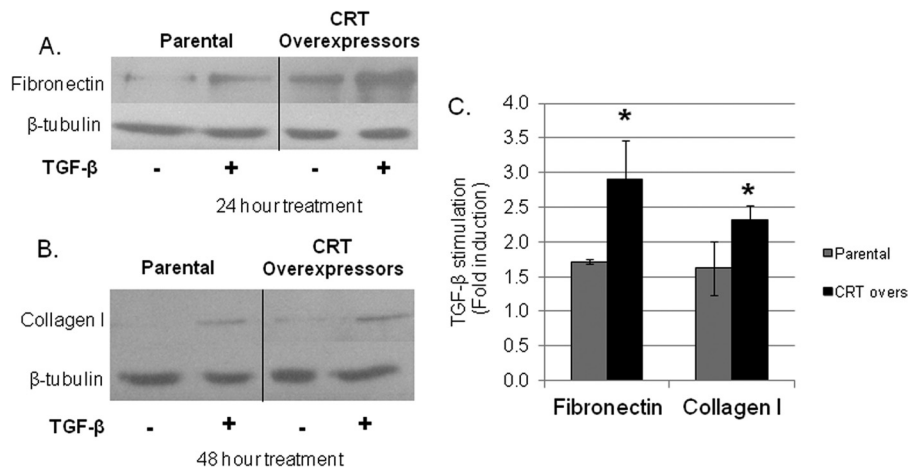 A.
Parental
CRT
Overexpressors
Fibronectin
β-tubulin
TGF-β - + - +
24 hour treatment
B.
Parental
CRT
Overexpressors
Collagen I
β-tubulin
TGF-β - + - +
48 hour treatment
C.
TGF-β stimulation
(Fold induction)
4.0
3.5
3.0
2.5
2.0
1.5
1.0
0.5
0.0
*
*
Fibronectin Collagen I
Parental
CRT overs